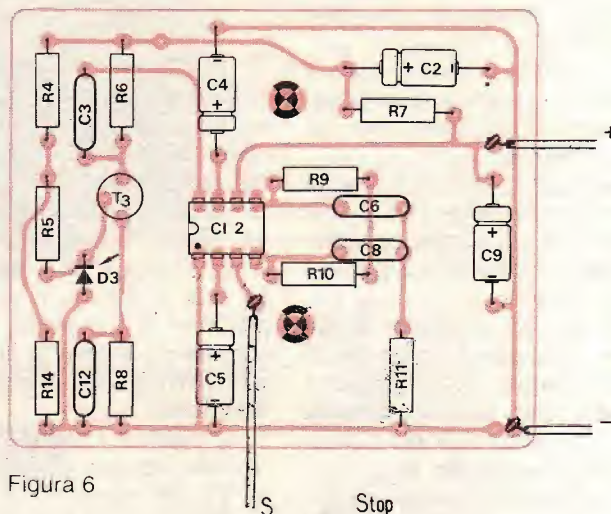 R4
C3
R6
C4
+
+ C2
R7
+
R5
T3
R9
C6
CI 2
C8
R10
C9
D3
R14
C12
R8
+
C5
R11
Figura 6
S
Stop